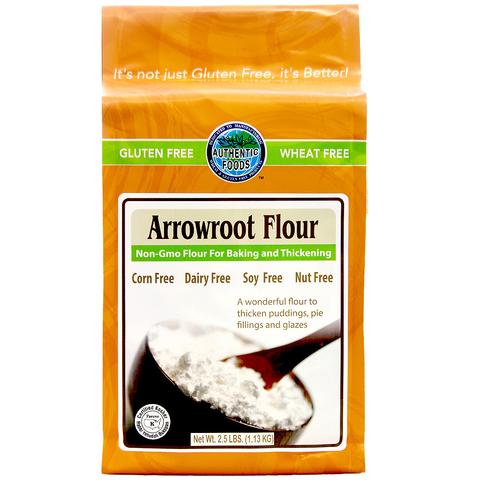 It's not just Gluten Free, it's Better!
GLUTEN FREE
AUTHENTIC
FOODS
WHEAT FREE
Arrowroot Flour
Non-Gmo Flour For Baking and Thickening
Corn Free Dairy Free Soy Free Nut Free
A wonderful flour to
thicken puddings, pie
fillings and glazes
Certified Kosher
K
Net Wt. 2.5 LBS. (1.13 KG)